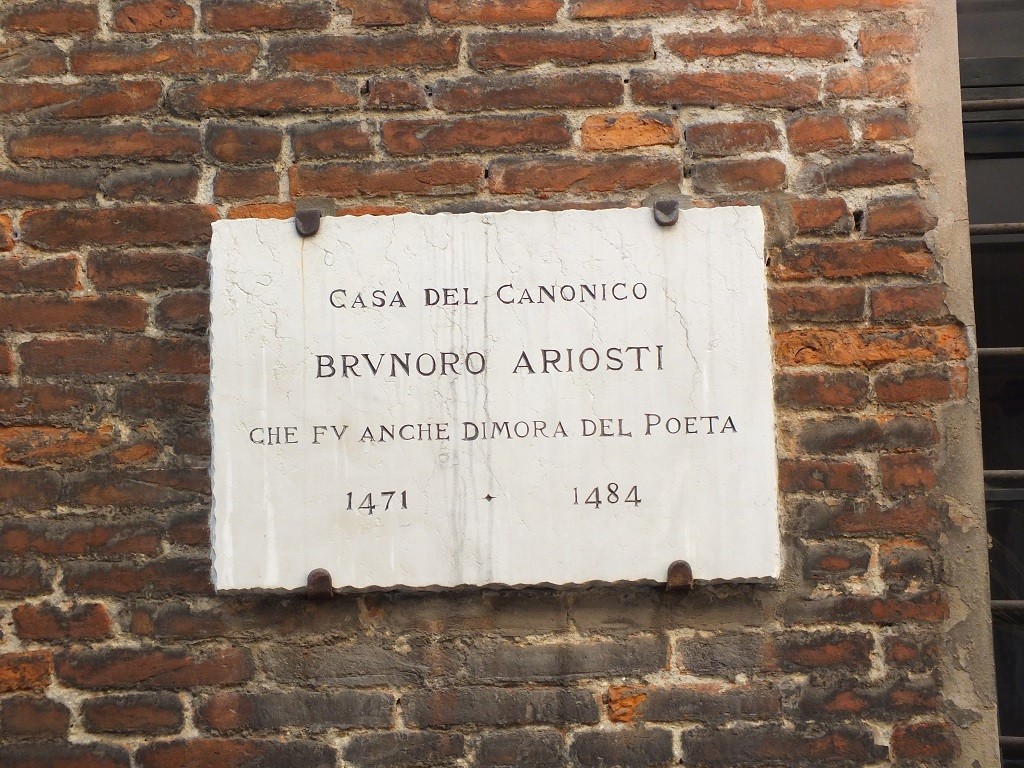 CASA DEL CANONICO
BRVNORO ARIOSTI
CHE FV ANCHE DIMORA DEL POETA
1471 ✦ 1484